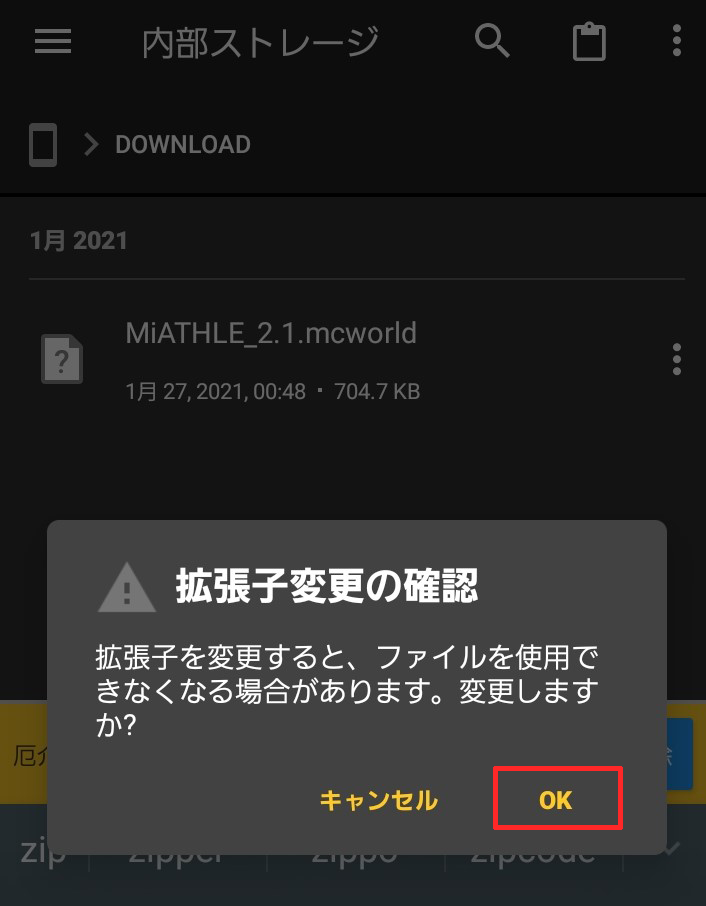 内部ストレージ
DOWNLOAD
1月 2021
MiATHLE_2.1.mcworld
1月 27, 2021, 00:48 · 704.7 KB
拡張子変更の確認
拡張子を変更すると、ファイルを使用で
きなくなる場合があります。変更します
か?
キャンセル OK
zip zipper zippo zipcode